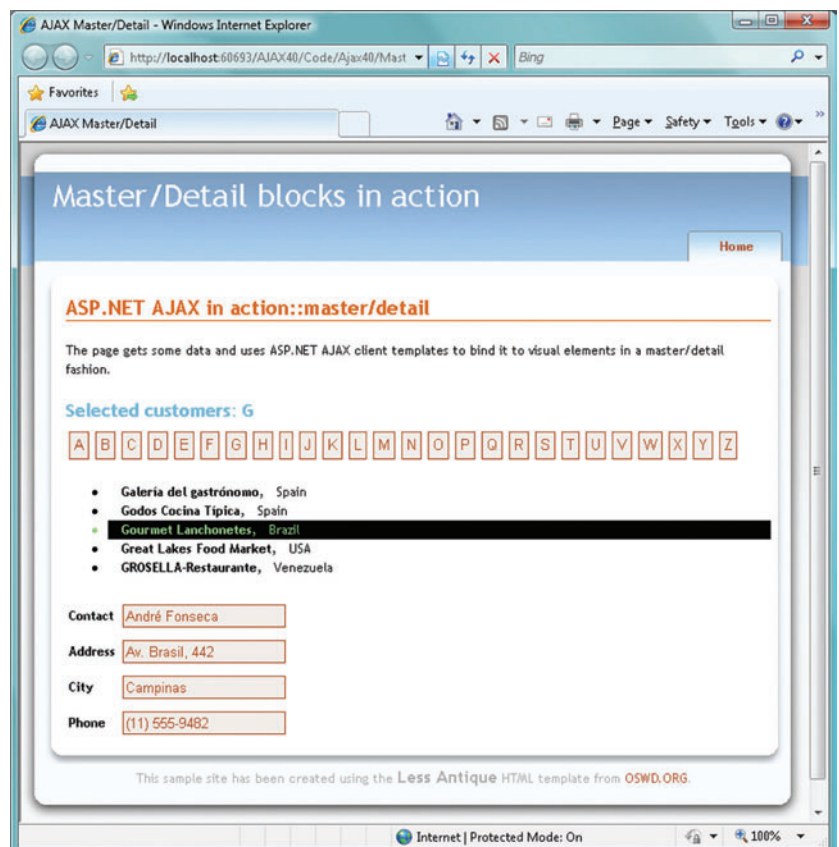 AJAX Master/Detail - Windows Internet Explorer
http://localhost:60693/AJAX40/Code/Ajax40/Mast
Bing
Favorites
AJAX Master/Detail
Page Safety Tools
Master/Detail blocks in action
Home
ASP.NET AJAX in action::master/detail
The page gets some data and uses ASP.NET AJAX client templates to bind it to visual elements in a master/detail
fashion.
Selected customers: G
A B C D E F G H I J K L M N O P Q R S T U V W X Y Z
Galería del gastrónomo, Spain
Godos Cocina Típica, Spain
Gourmet Lanchonetes, Brazil
Great Lakes Food Market, USA
GROSELLA-Restaurante, Venezuela
Contact André Fonseca
Address Av. Brasil, 442
City Campinas
Phone (11) 555-9482
This sample site has been created using the Less Antique HTML template from OSWD.ORG.
Internet | Protected Mode: On
100%